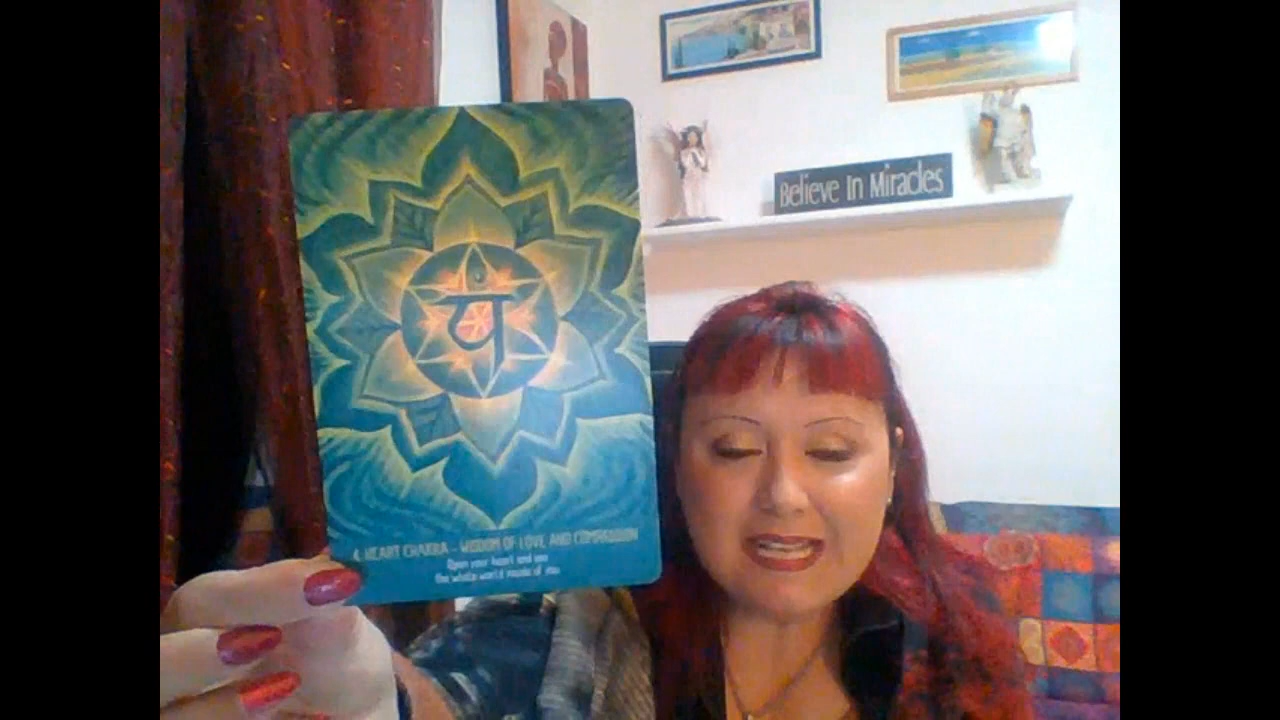 Believe In Miracles
य
4. HEART CHAKRA - WISDOM OF LOVE AND COMPASSION
Open your heart and see
the whole world inside of you